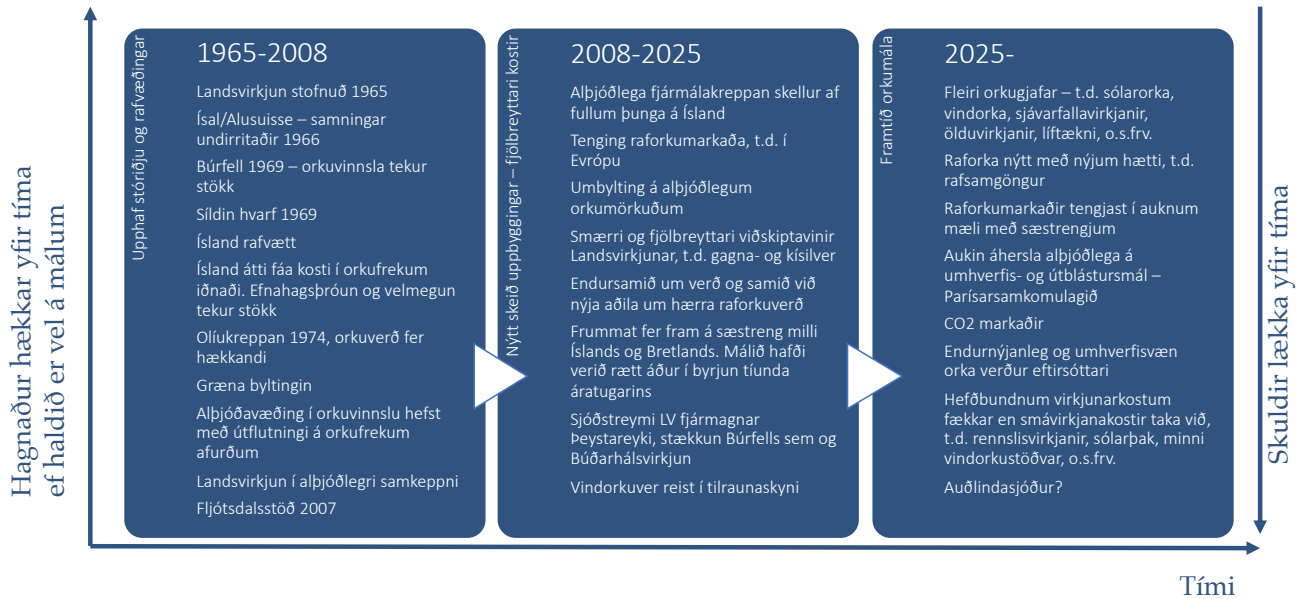 Hagnaður hækkar yfir tíma
ef haldið er vel á málum
Upphaf stóriðju og rafvæðingar
1965-2008
Landsvirkjun stofnuð 1965
Ísal/Alusuisse – samningar
undirritaðir 1966
Búrfell 1969 – orkuvinnsla tekur
stökk
Síldin hvarf 1969
Ísland rafvætt
Ísland átti fáa kosti í orkufrekum
iðnaði. Efnahagsþróun og velmegun
tekur stökk
Olíukreppan 1974, orkuverð fer
hækkandi
Græna byltingin
Alþjóðavæðing í orkuvinnslu hefst
með útflutningi á orkufrekum
afurðum
Landsvirkjun í alþjóðlegri samkeppni
Fljótsdalsstöð 2007
Nýtt skeið uppbyggingar – fjölbreyttari kostir
2008-2025
Alþjóðlega fjármálakreppan skellur af
fullum þunga á Ísland
Tenging raforkumarkaða, t.d. í
Evrópu
Umbylting á alþjóðlegum
orkumörkuðum
Smærri og fjölbreyttari viðskiptavinir
Landsvirkjunar, t.d. gagna- og kísilver
Endursamið um verð og samið við
nýja aðila um hærra raforkuverð
Frummat fer fram á sæstreng milli
Íslands og Bretlands. Málið hafði
verið rætt áður í byrjun tíunda
áratugarins
Sjóðstreymi LV fjármagnar
Þeystareyki, stækkun Búrfells sem og
Búðarhálsvirkjun
Vindorkuver reist í tilraunaskyni
Framtíð orkumála
2025-
Fleiri orkugjafar – t.d. sólarorka,
vindorka, sjávarfallavirkjanir,
ölduvirkjanir, líftækni, o.s.frv.
Raforka nýtt með nýjum hætti, t.d.
rafsamgöngur
Raforkumarkaðir tengjast í auknum
mæli með sæstrengjum
Aukin áhersla alþjóðlega á
umhverfis- og útblástursmál –
Parísarsamkomulagið
CO2 markaðir
Endurnýjanleg og umhverfisvæn
orka verður eftirsóttari
Hefðbundnum virkjunarkostum
fækkar en smávirkjanakostir taka við,
t.d. rennslisvirkjanir, sólarþak, minni
vindorkustöðvar, o.s.frv.
Auðlindasjóður?
Skuldir lækka yfir tíma
Tími